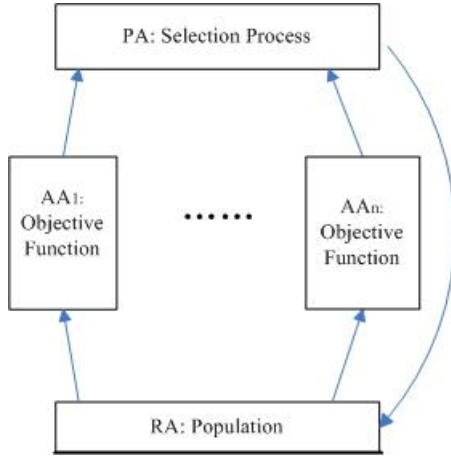 PA: Selection Process
AA1:
Objective
Function
......
AAn:
Objective
Function
RA: Population